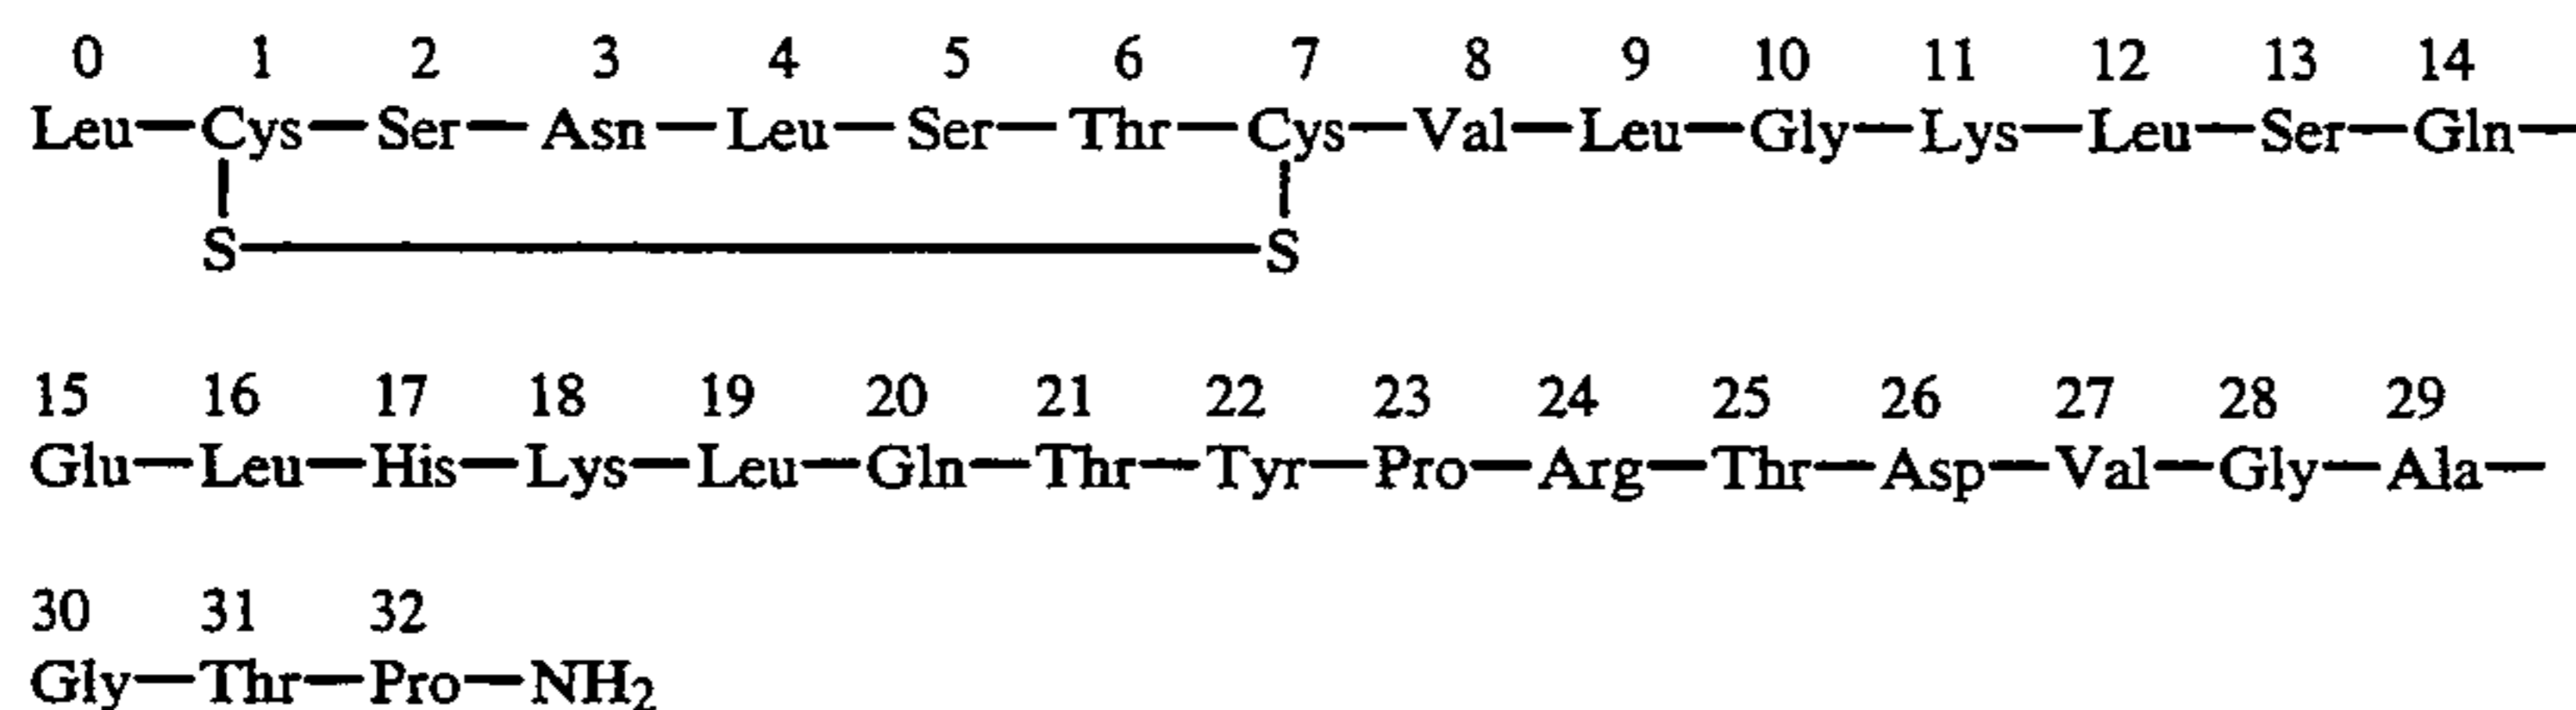 0 1 2 3 4 5 6 7 8 9 10 11 12 13 14
Leu—Cys—Ser—Asn—Leu—Ser—Thr—Cys—Val—Leu—Gly—Lys—Leu—Ser—Gln—
S—S
15 16 17 18 19 20 21 22 23 24 25 26 27 28 29
Glu—Leu—His—Lys—Leu—Gln—Thr—Tyr—Pro—Arg—Thr—Asp—Val—Gly—Ala—
30 31 32
Gly—Thr—Pro—NH₂